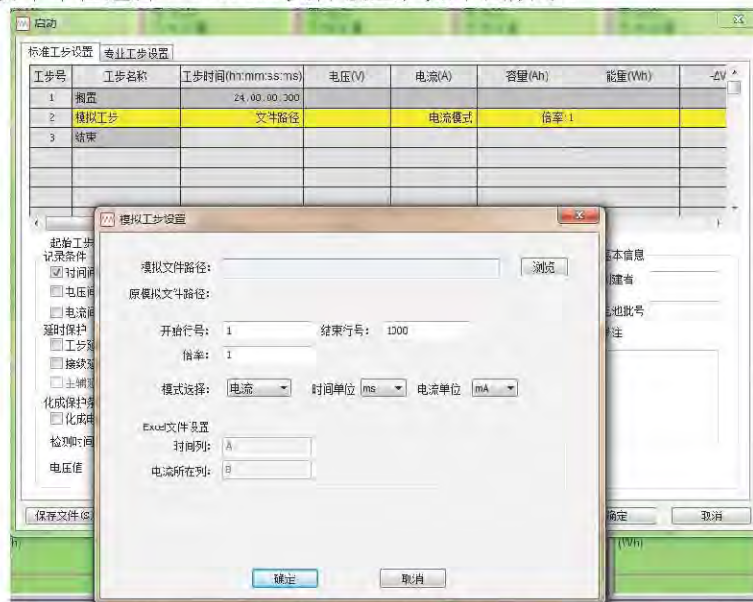 启动
标准工步设置 专业工步设置
工步号 工步名称 工步时间(hh:mm:ss:ms) 电压(V) 电流(A) 容量(Ah) 能量(Wh) -ΔV
1 搁置 24:00:00.000
2 模拟工步 文件路径 电流模式 倍率:1
3 结束
模拟工步设置
起始工步
记录条件
时间间
电压间
电流间
延时保护
工步延
接续延
主辅延
化成保护条
化成电
检测时间
电压值
保存文件(S
模拟文件路径: 浏览
原模拟文件路径:
开始行号: 1 结束行号: 1000
倍率: 1
模式选择: 电流 时间单位 ms 电流单位 mA
Excel文件设置
时间列: A
电流所在列: B
确定 取消
基本信息
创建者
电池批号
备注
确定 取消
h) (Wh)